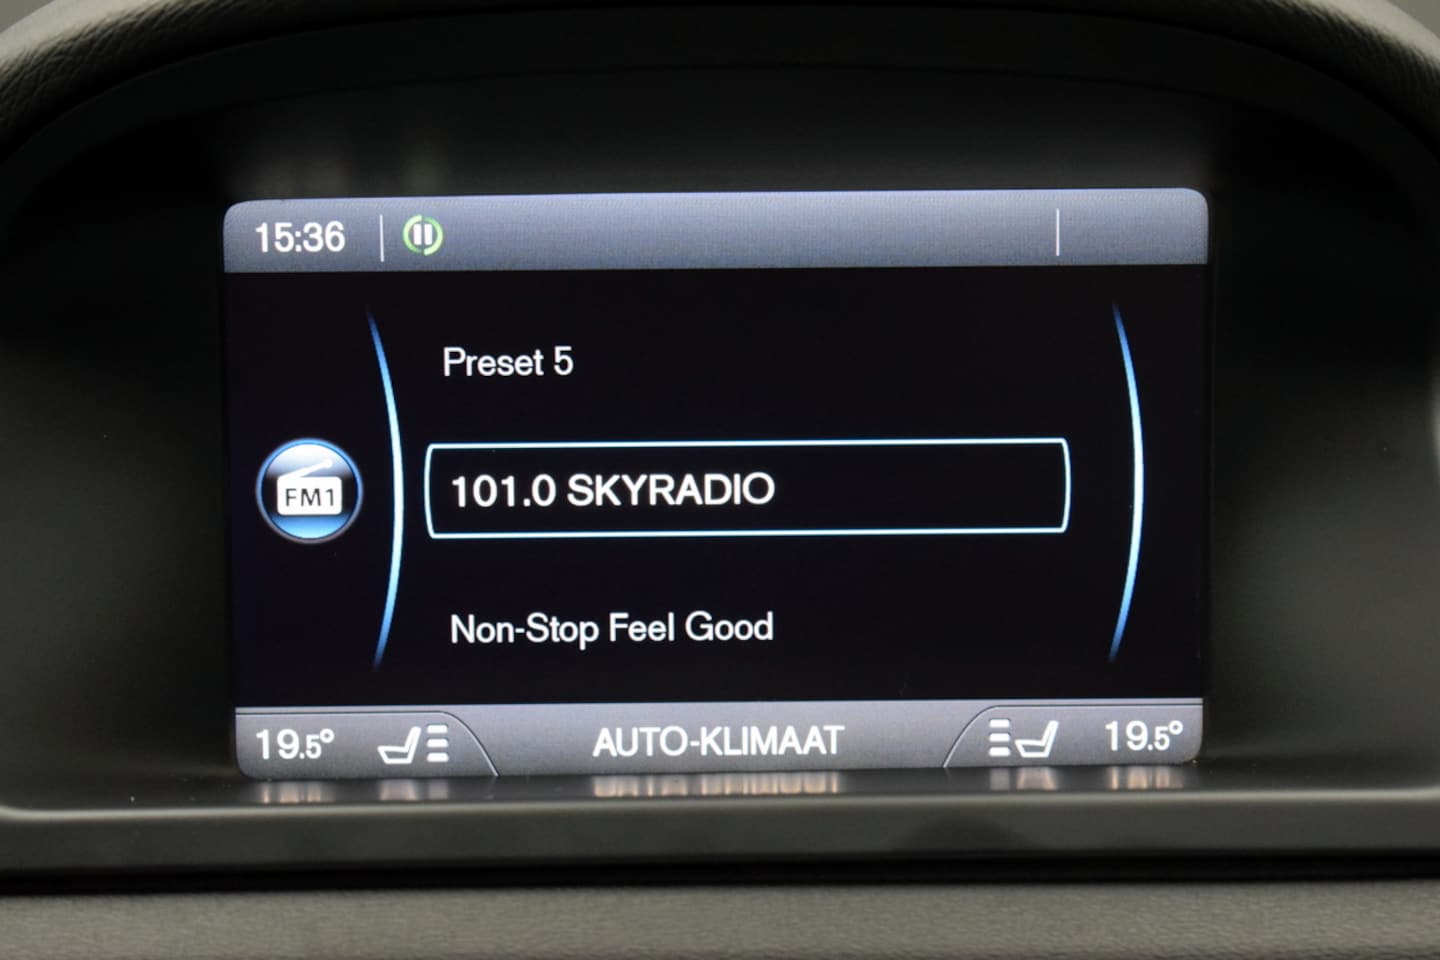 15:36
Preset 5
FM1
101.0 SKYRADIO
Non-Stop Feel Good
19.5° AUTO-KLIMAAT 19.5°